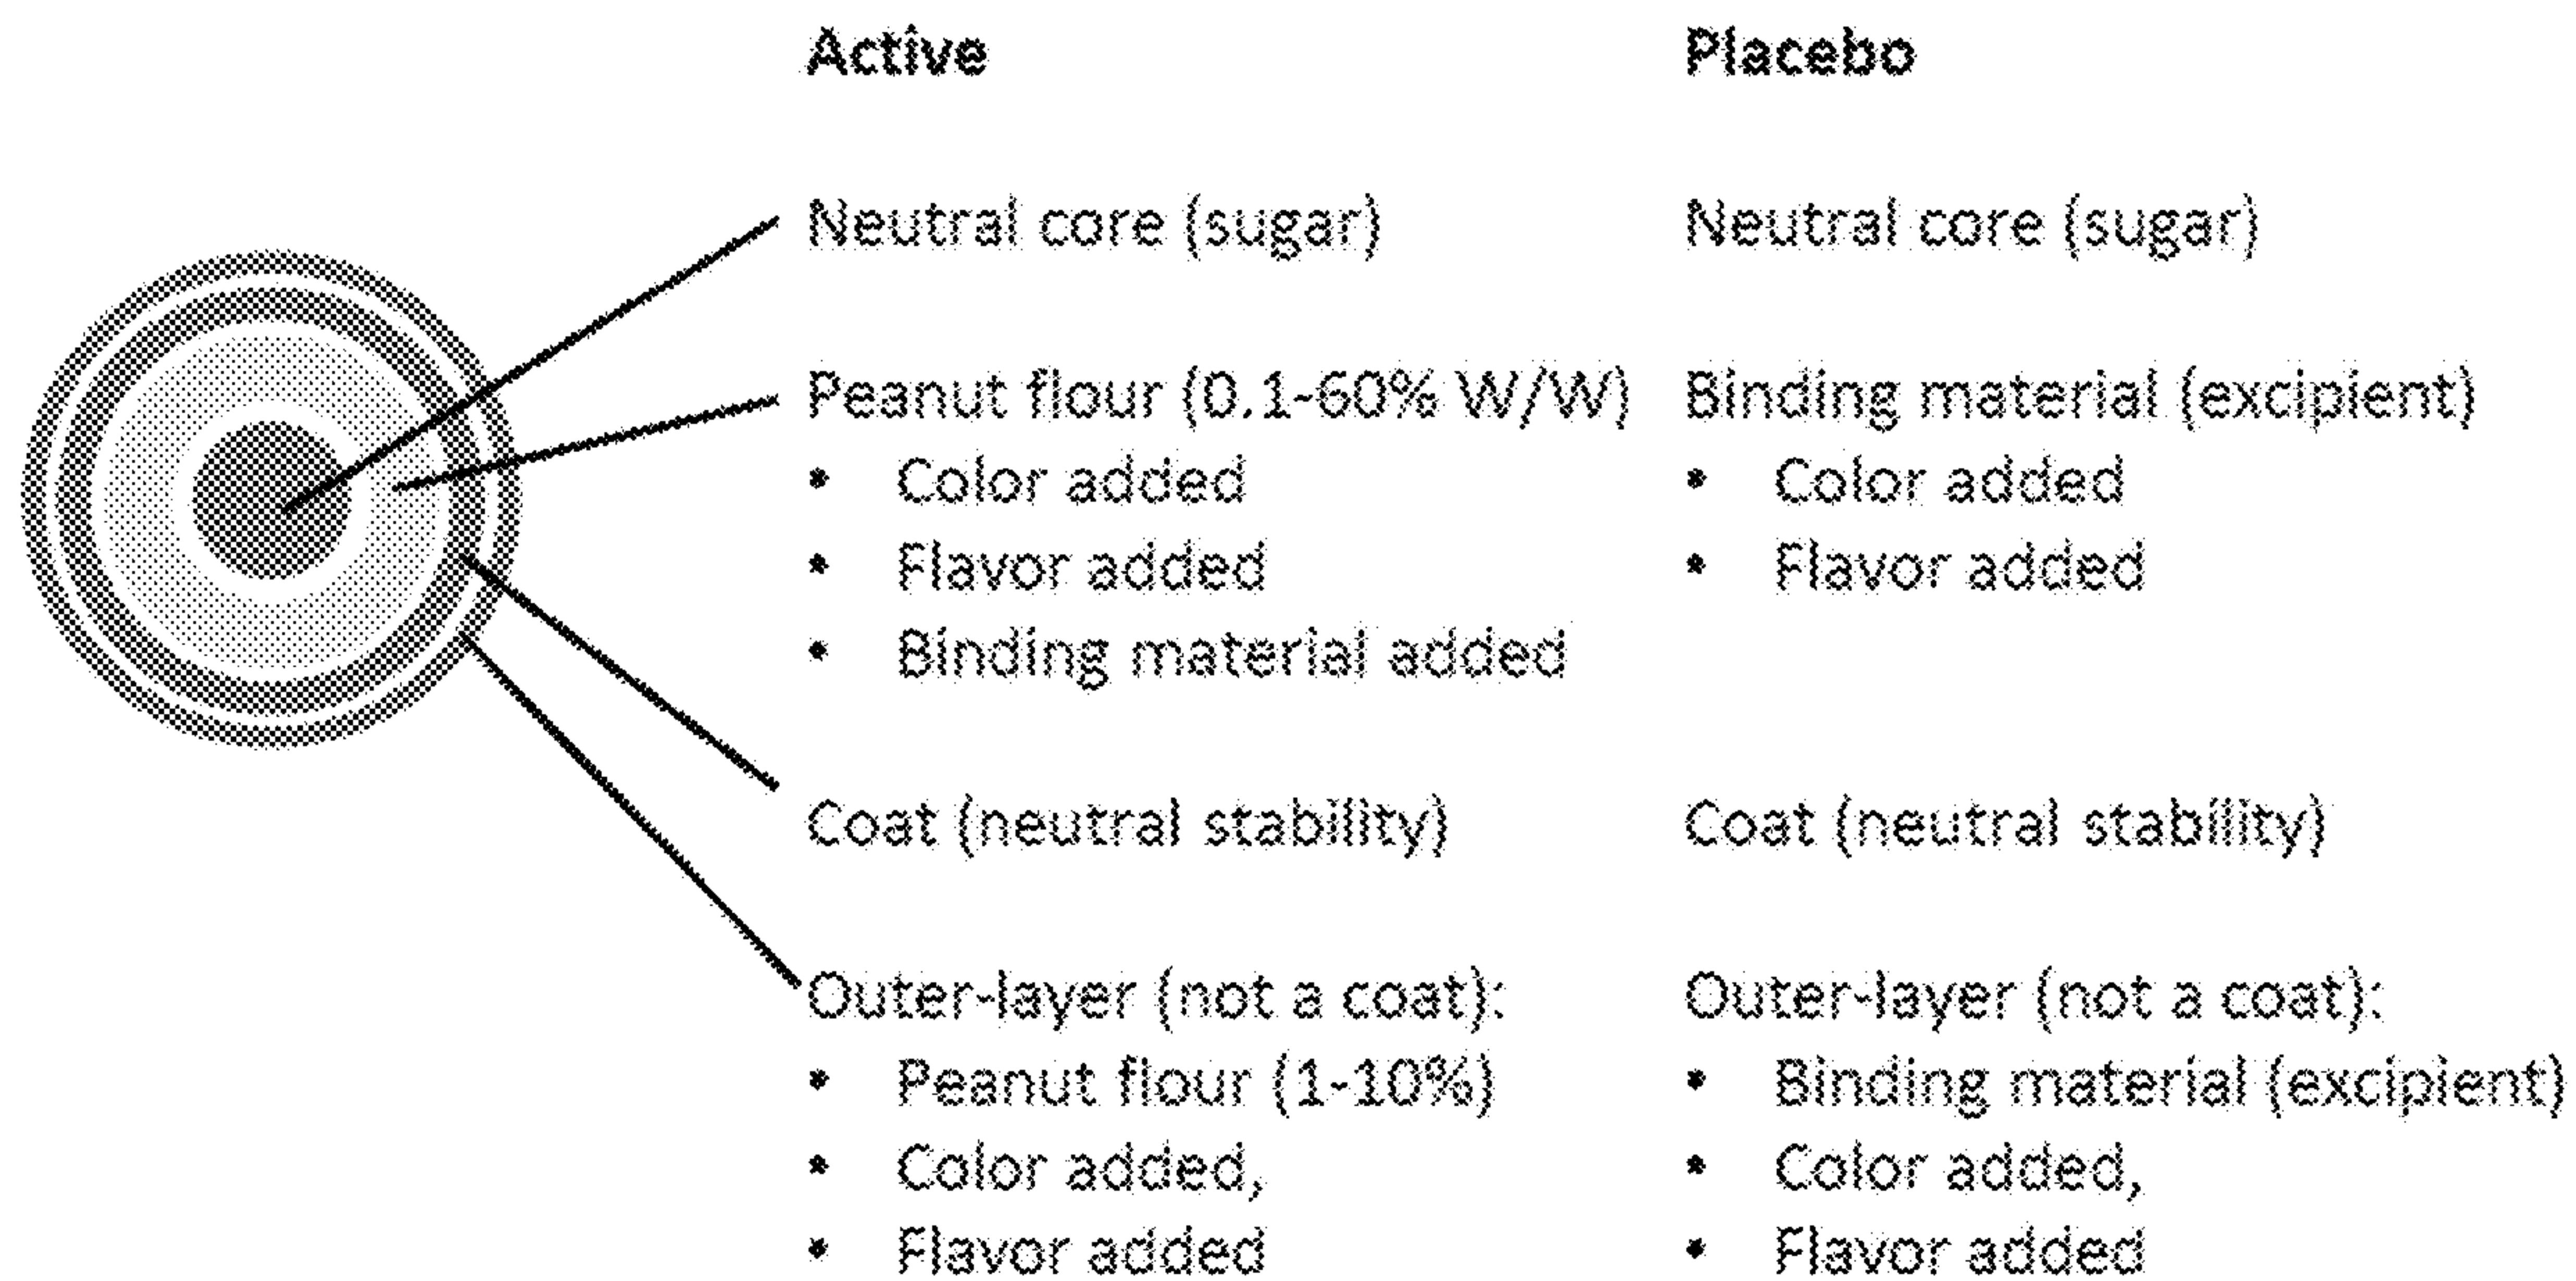 Active
Placebo
Neutral core (sugar)
Neutral core (sugar)
Peanut flour (0.1-60% W/W)
Binding material (excipient)
• Color added
• Color added
• Flavor added
• Flavor added
• Binding material added
Coat (neutral stability)
Coat (neutral stability)
Outer-layer (not a coat):
Outer-layer (not a coat):
• Peanut flour (1-10%)
• Binding material (excipient)
• Color added,
• Color added,
• Flavor added
• Flavor added